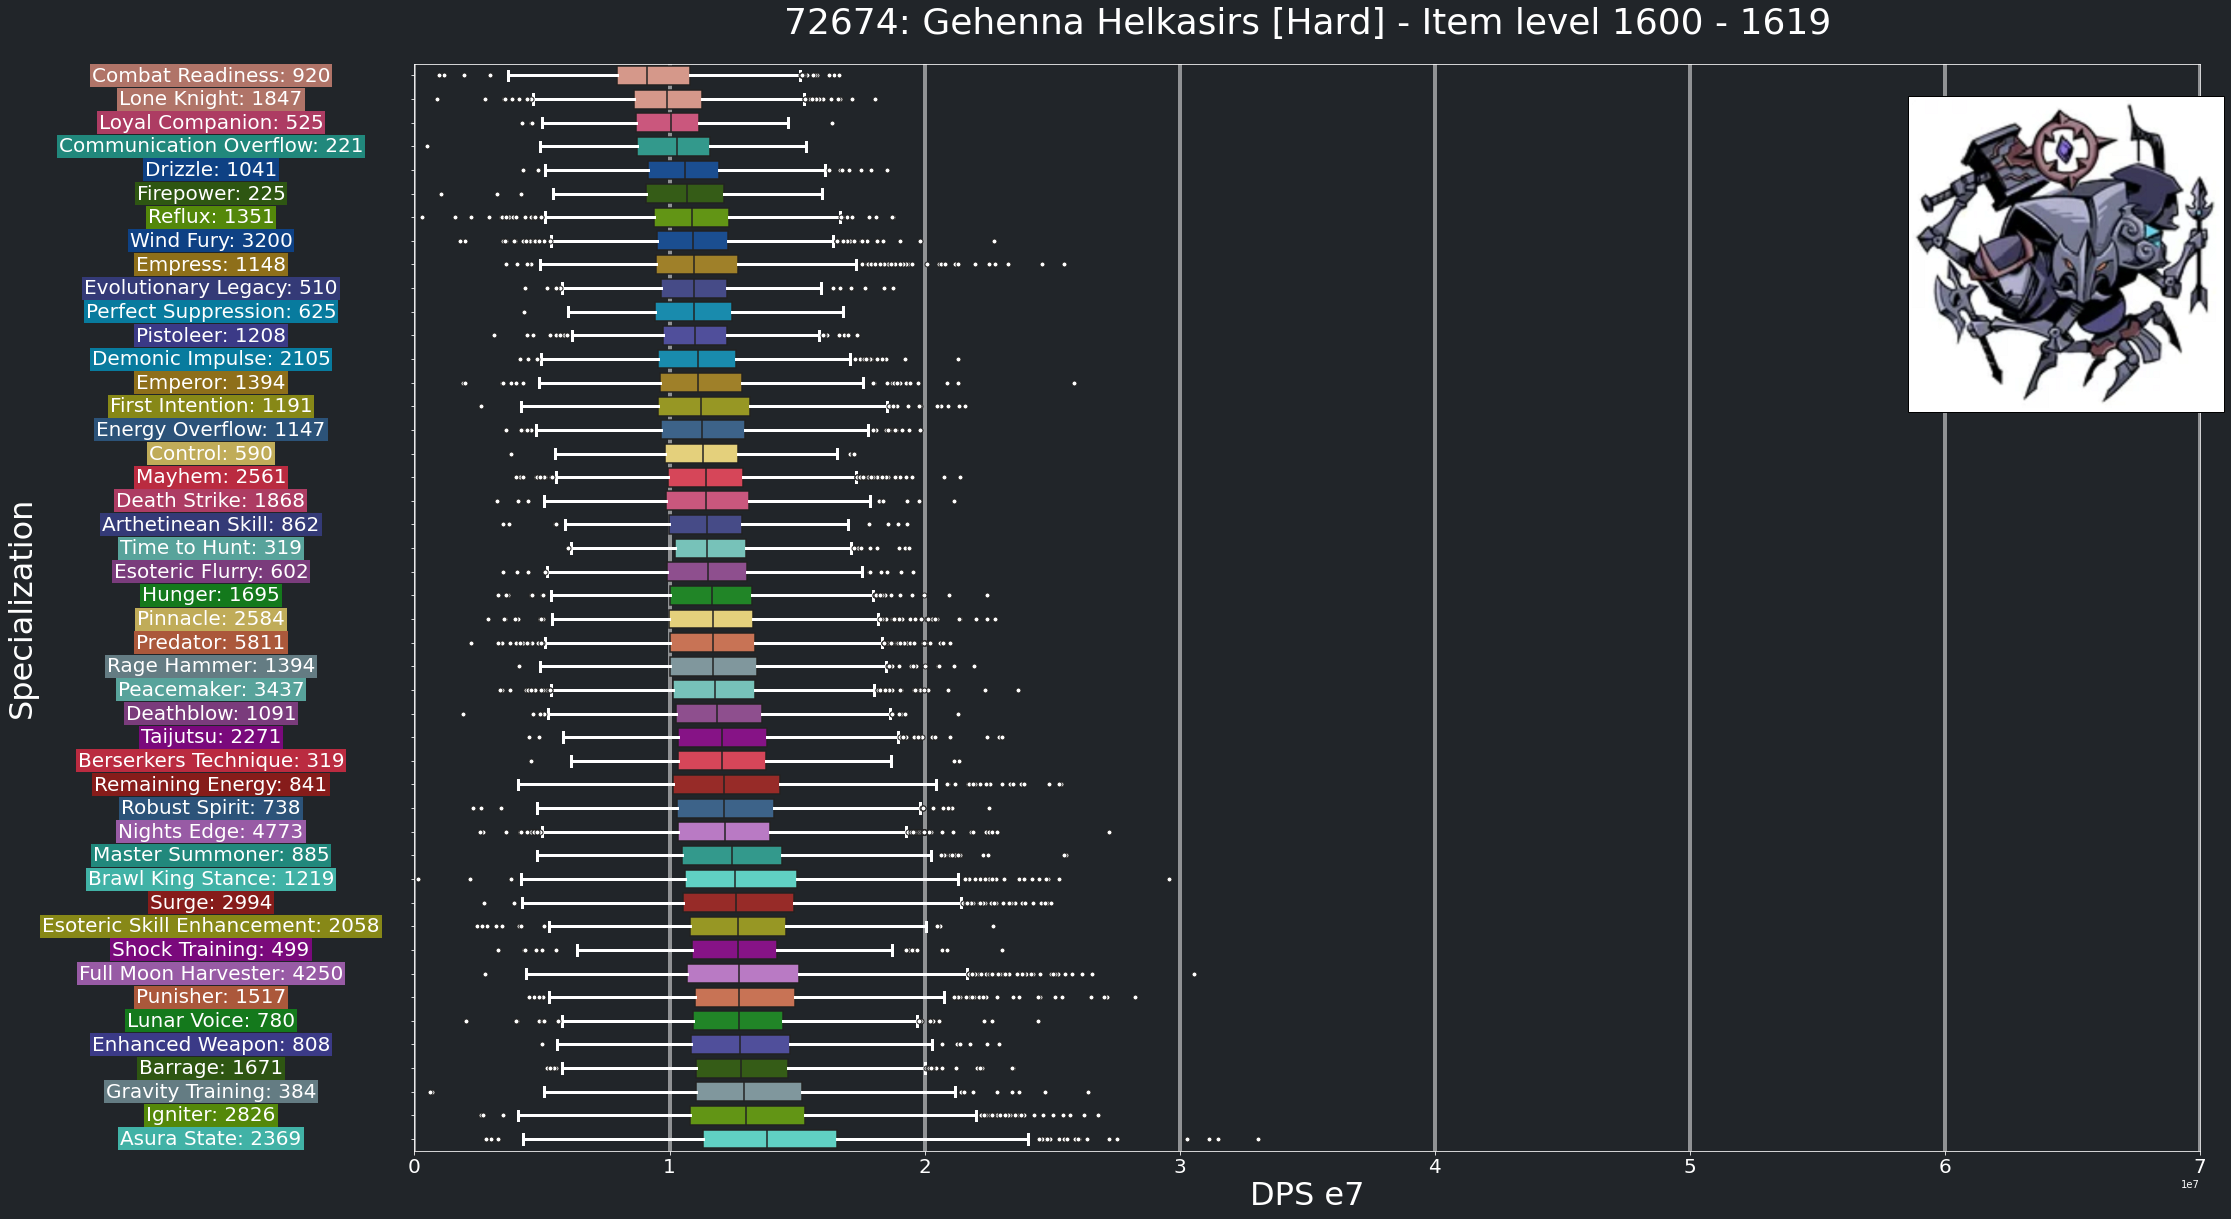 72674: Gehenna Helkasirs [Hard] - Item level 1600 - 1619
Combat Readiness: 920
Lone Knight: 1847
Loyal Companion: 525
Communication Overflow: 221
Drizzle: 1041
Firepower: 225
Reflux: 1351
Wind Fury: 3200
Empress: 1148
Evolutionary Legacy: 510
Perfect Suppression: 625
Pistoleer: 1208
Demonic Impulse: 2105
Emperor: 1394
First Intention: 1191
Energy Overflow: 1147
Control: 590
Mayhem: 2561
Death Strike: 1868
Arthetinean Skill: 862
Time to Hunt: 319
Esoteric Flurry: 602
Hunger: 1695
Pinnacle: 2584
Predator: 5811
Rage Hammer: 1394
Peacemaker: 3437
Deathblow: 1091
Taijutsu: 2271
Berserkers Technique: 319
Remaining Energy: 841
Robust Spirit: 738
Nights Edge: 4773
Master Summoner: 885
Brawl King Stance: 1219
Surge: 2994
Esoteric Skill Enhancement: 2058
Shock Training: 499
Full Moon Harvester: 4250
Punisher: 1517
Lunar Voice: 780
Enhanced Weapon: 808
Barrage: 1671
Gravity Training: 384
Igniter: 2826
Asura State: 2369
Specialization
0 1 2 3 4 5 6 7
1e7
DPS e7